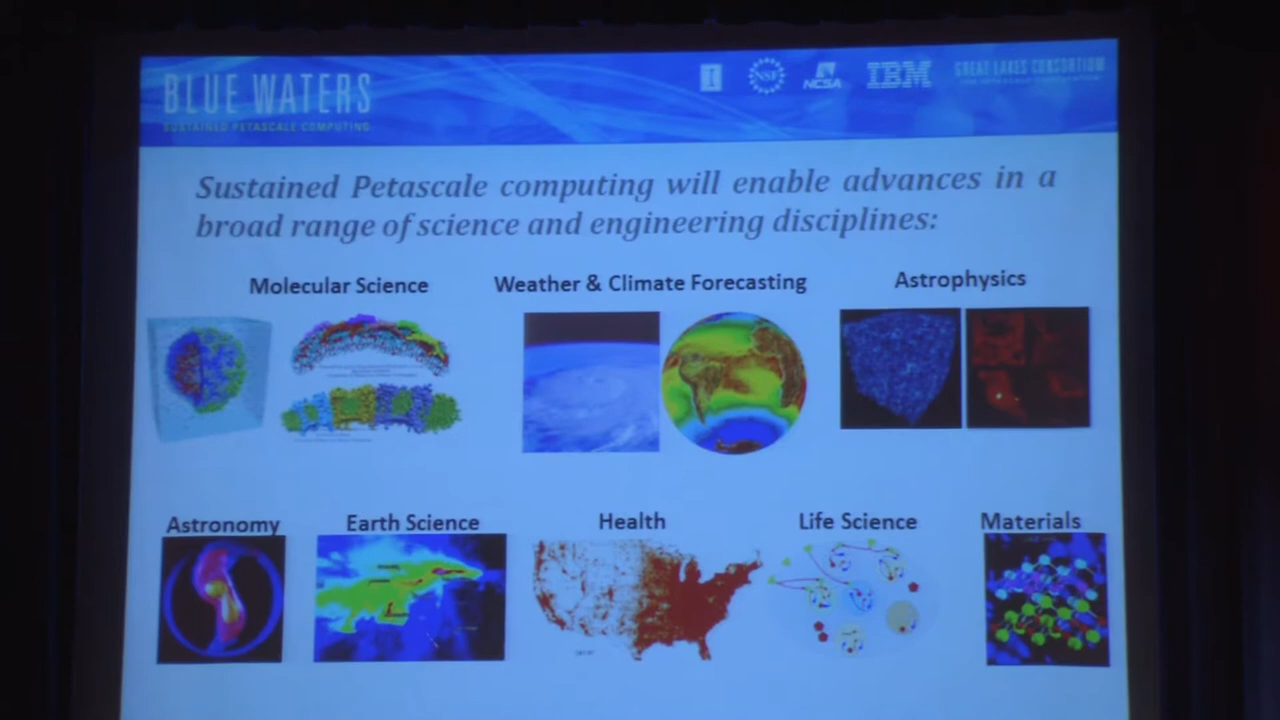 BLUE WATERS
SUSTAINED PETASCALE COMPUTING
I
NSF
NCSA
IBM
GREAT LAKES CONSORTIUM
Sustained Petascale computing will enable advances in a
broad range of science and engineering disciplines:
Molecular Science
Weather & Climate Forecasting
Astrophysics
Astronomy
Earth Science
Health
Life Science
Materials